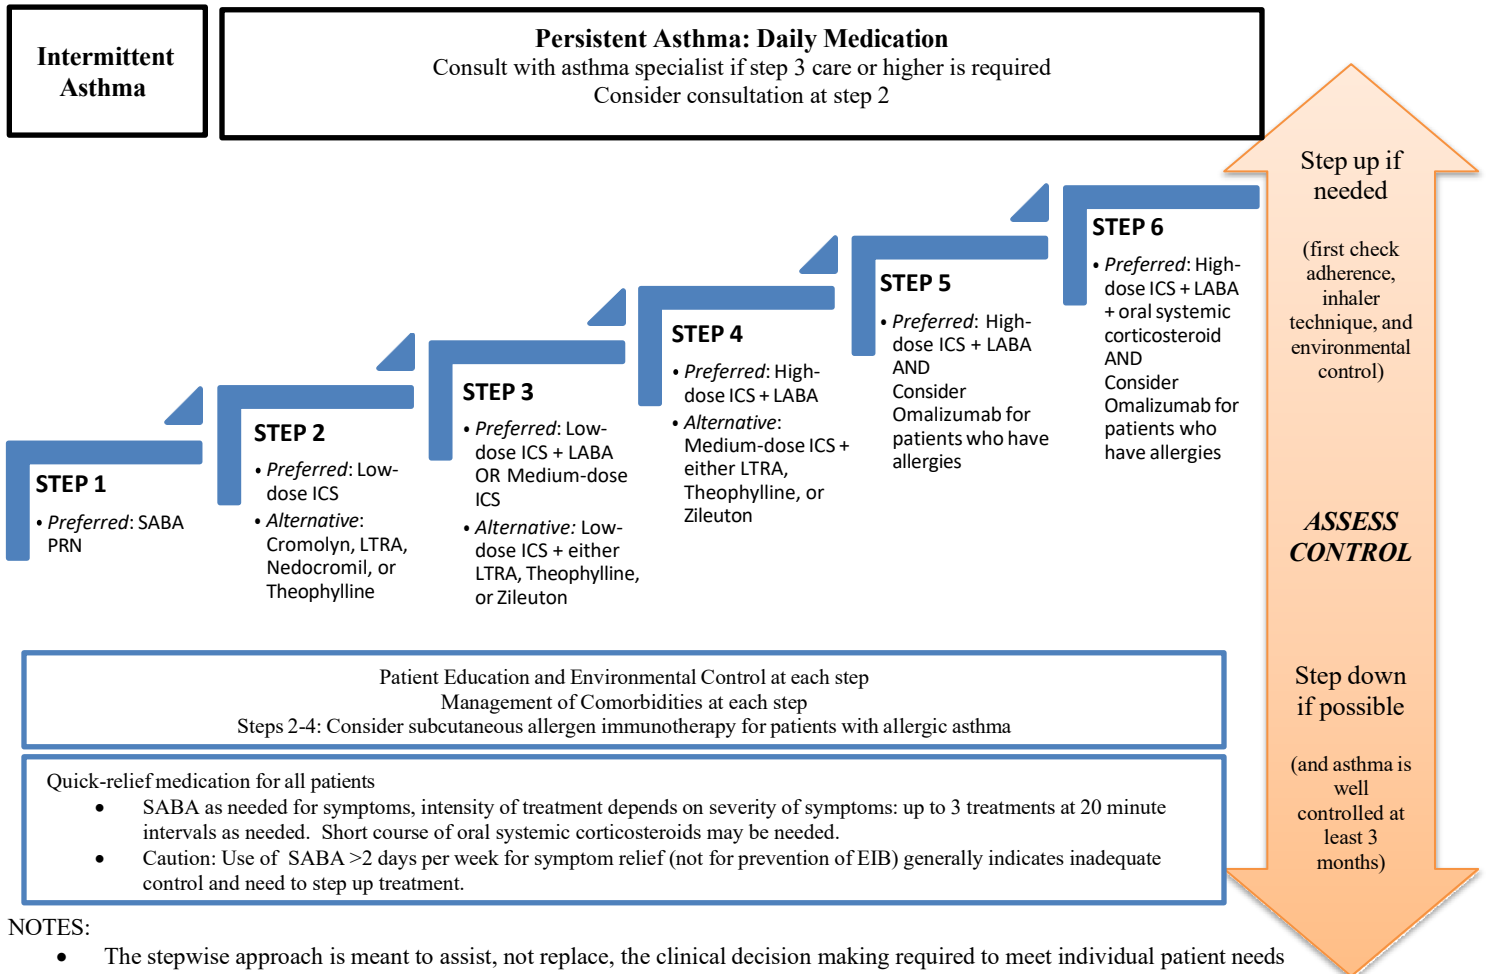 Intermittent
Asthma
Persistent Asthma: Daily Medication
Consult with asthma specialist if step 3 care or higher is required
Consider consultation at step 2
STEP 1
• Preferred: SABA
PRN
STEP 2
• Preferred: Low-
dose ICS
• Alternative:
Cromolyn, LTRA,
Nedocromil, or
Theophylline
STEP 3
• Preferred: Low-
dose ICS + LABA
OR Medium-dose
ICS
• Alternative: Low-
dose ICS + either
LTRA, Theophylline,
or Zileuton
STEP 4
• Preferred: High-
dose ICS + LABA
• Alternative:
Medium-dose ICS +
either LTRA,
Theophylline, or
Zileuton
STEP 5
• Preferred: High-
dose ICS + LABA
AND
Consider
Omalizumab for
patients who have
allergies
STEP 6
• Preferred: High-
dose ICS + LABA
+ oral systemic
corticosteroid
AND
Consider
Omalizumab for
patients who
have allergies
Step up if
needed
(first check
adherence,
inhaler
technique, and
environmental
control)
ASSESS
CONTROL
Step down
if possible
(and asthma is
well
controlled at
least 3
months)
Patient Education and Environmental Control at each step
Management of Comorbidities at each step
Steps 2-4: Consider subcutaneous allergen immunotherapy for patients with allergic asthma
Quick-relief medication for all patients
• SABA as needed for symptoms, intensity of treatment depends on severity of symptoms: up to 3 treatments at 20 minute
intervals as needed. Short course of oral systemic corticosteroids may be needed.
• Caution: Use of SABA >2 days per week for symptom relief (not for prevention of EIB) generally indicates inadequate
control and need to step up treatment.
NOTES:
• The stepwise approach is meant to assist, not replace, the clinical decision making required to meet individual patient needs